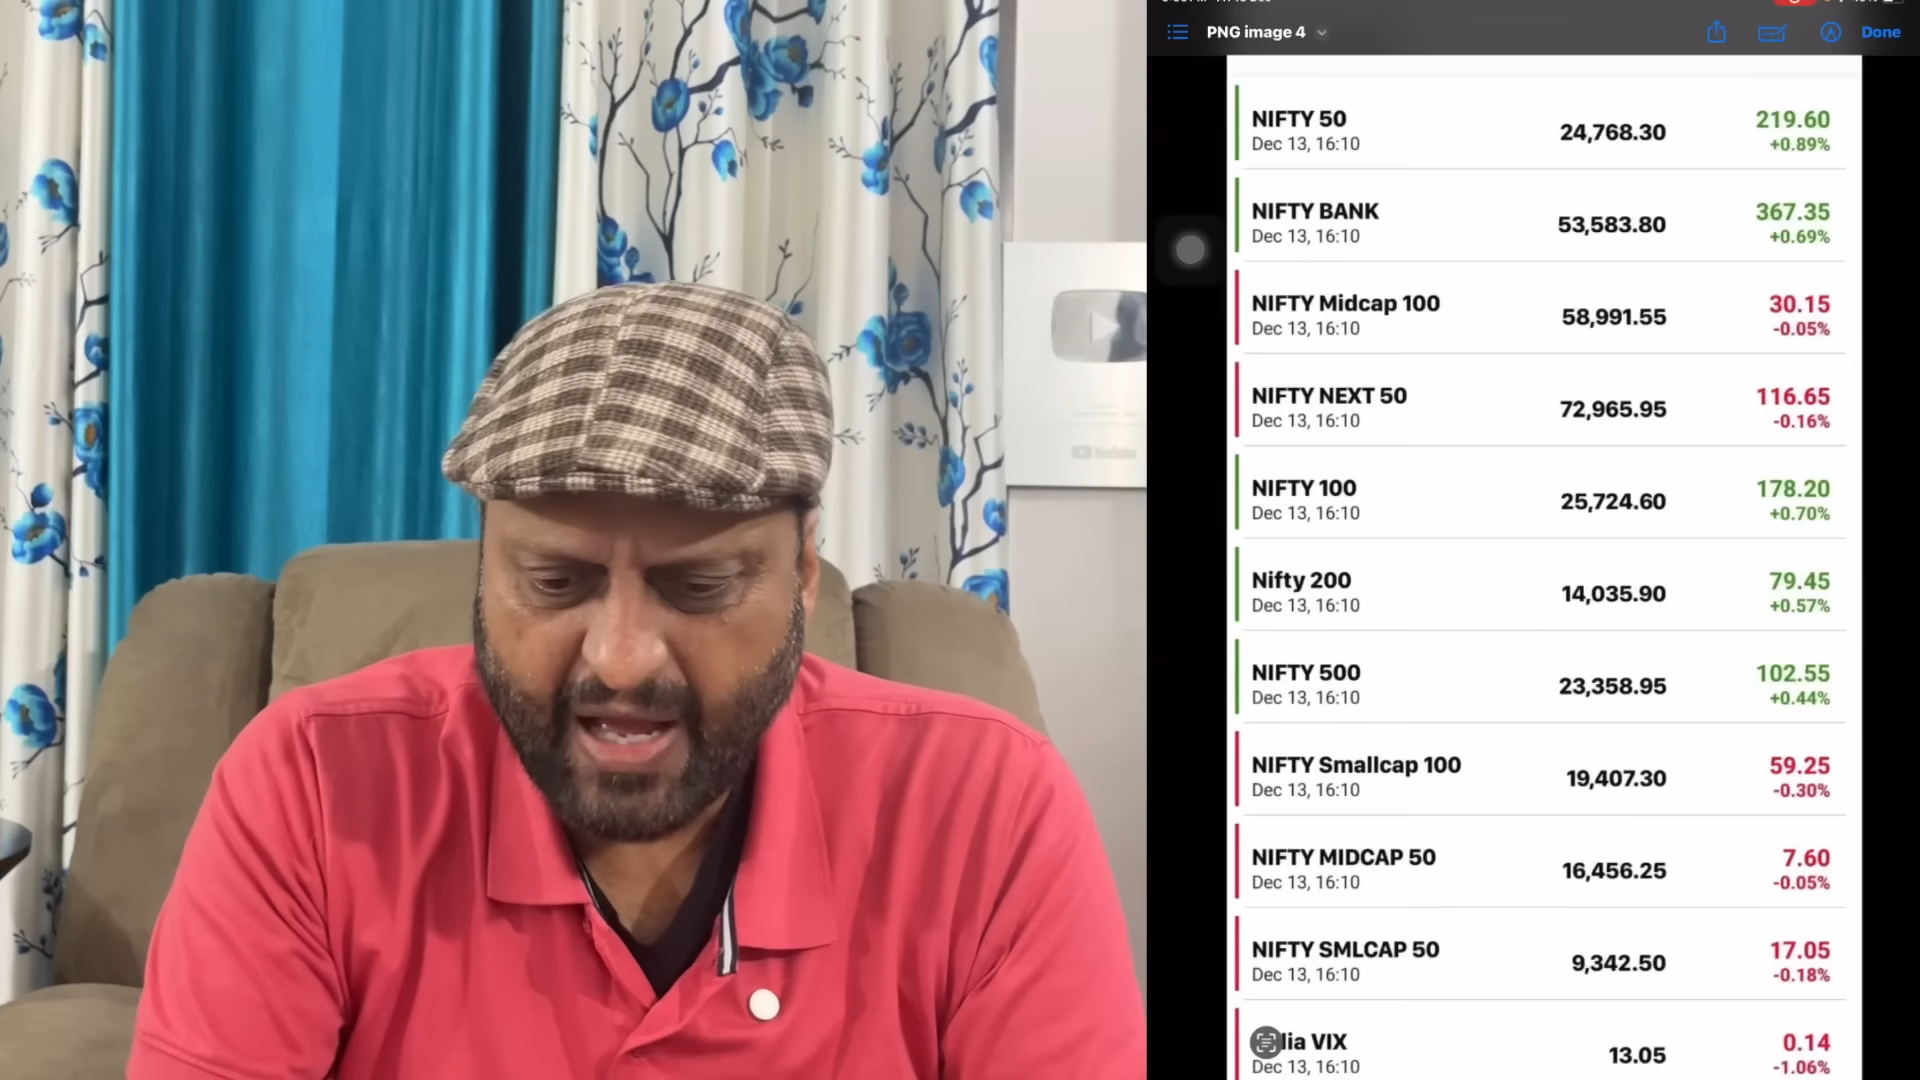 PNG image 4
Done
NIFTY 50
Dec 13, 16:10
24,768.30
219.60
+0.89%
NIFTY BANK
Dec 13, 16:10
53,583.80
367.35
+0.69%
NIFTY Midcap 100
Dec 13, 16:10
58,991.55
30.15
-0.05%
NIFTY NEXT 50
Dec 13, 16:10
72,965.95
116.65
-0.16%
NIFTY 100
Dec 13, 16:10
25,724.60
178.20
+0.70%
Nifty 200
Dec 13, 16:10
14,035.90
79.45
+0.57%
NIFTY 500
Dec 13, 16:10
23,358.95
102.55
+0.44%
NIFTY Smallcap 100
Dec 13, 16:10
19,407.30
59.25
-0.30%
NIFTY MIDCAP 50
Dec 13, 16:10
16,456.25
7.60
-0.05%
NIFTY SMLCAP 50
Dec 13, 16:10
9,342.50
17.05
-0.18%
dia VIX
Dec 13, 16:10
13.05
0.14
-1.06%
YouTube